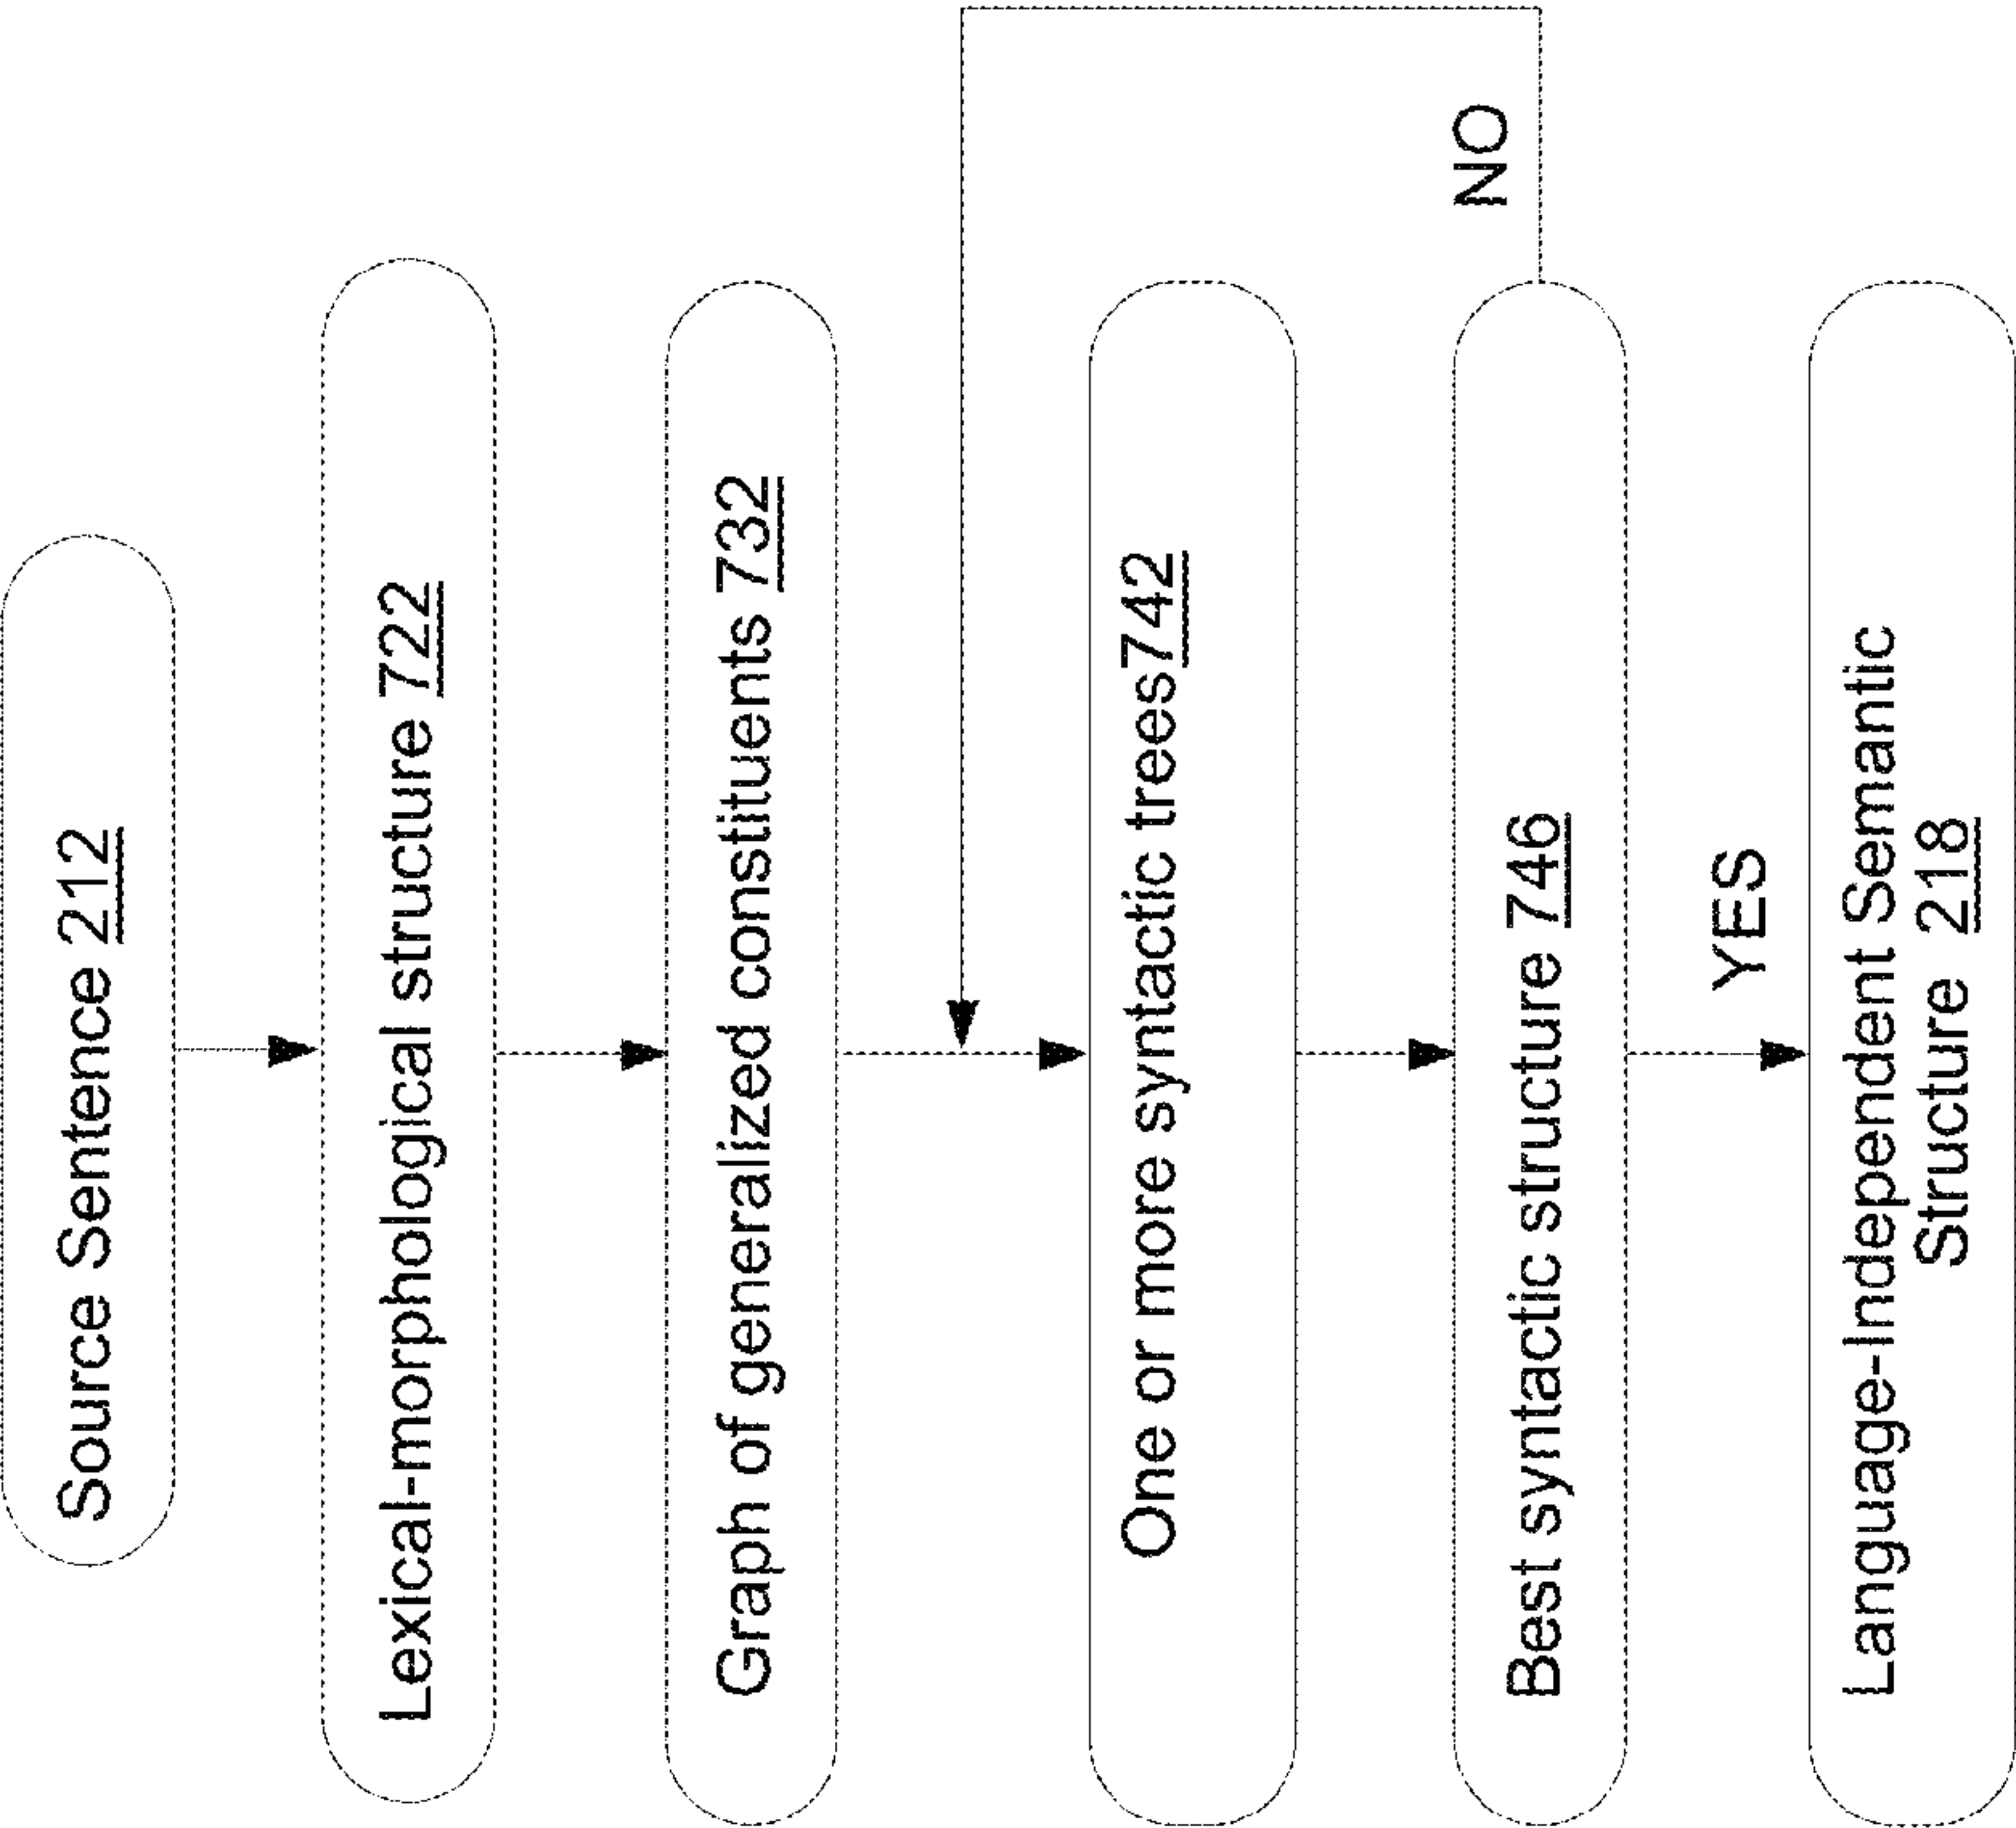 Source Sentence 212
Lexical-morphological structure 722
Graph of generalized constituents 732
One or more syntactic trees742
Best syntactic structure 746
NO
YES
Language-Independent Semantic
Structure 218